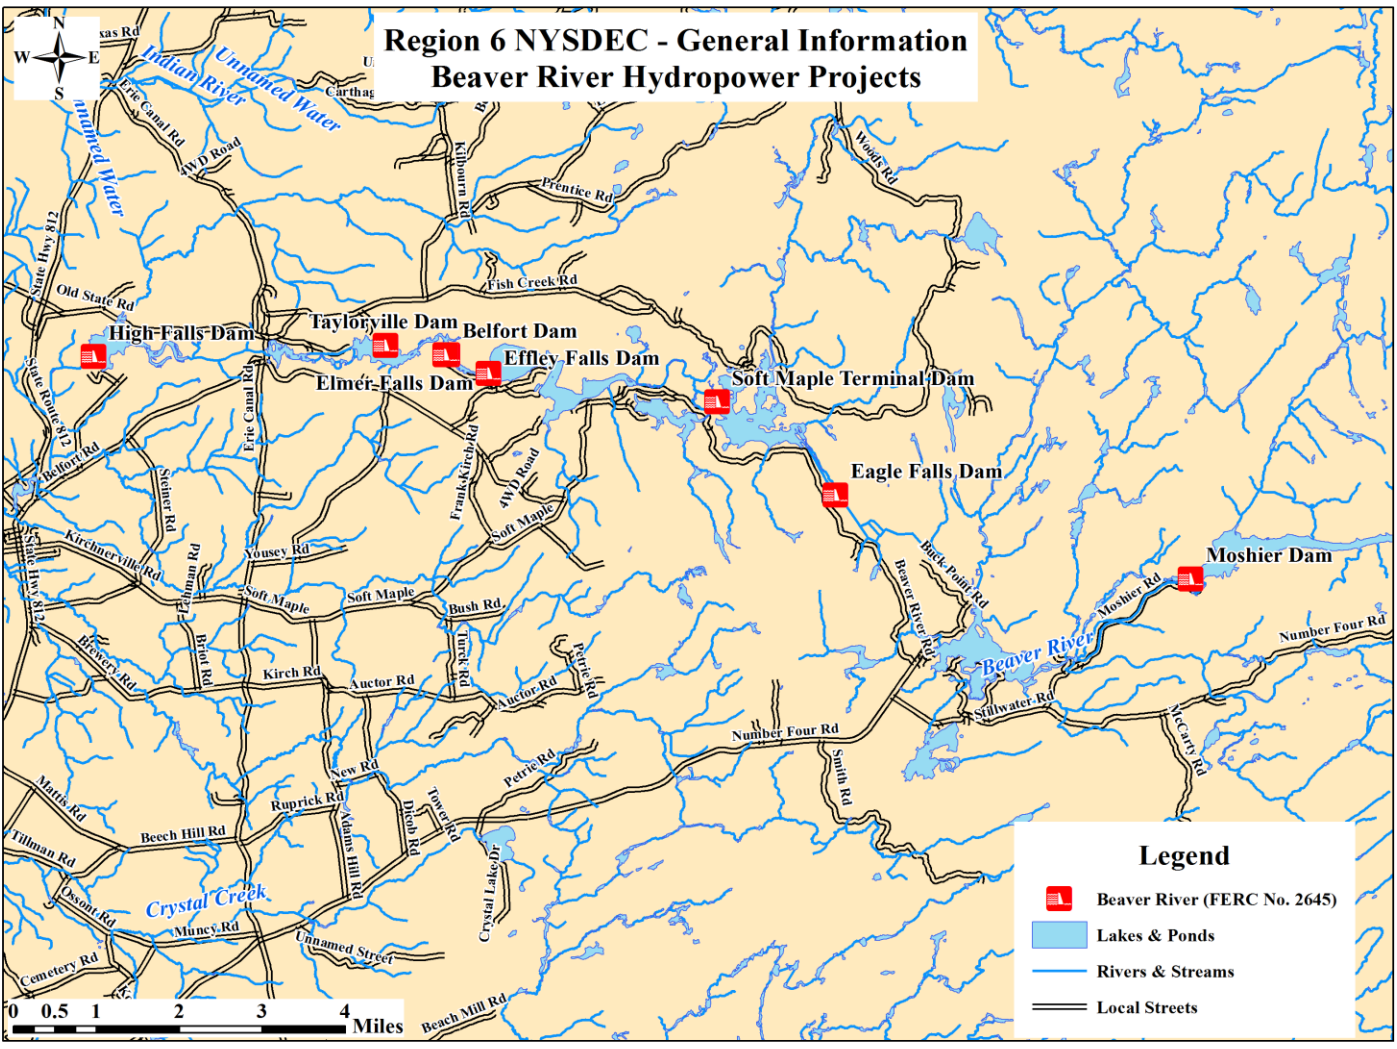 Region 6 NYSDEC - General Information
Beaver River Hydropower Projects
N
W E
S
xas Rd
Indian River
Unnamed Water
Carthag
Erie Canal Rd
named Water
4WD Road
Kilbourn Rd
Woods Rd
Prentice Rd
State Hwy 812
Old State Rd
Fish Creek Rd
High Falls Dam
Taylorville Dam
Belfort Dam
Effley Falls Dam
Elmer Falls Dam
Soft Maple Terminal Dam
State Route 812
Erie Canal Rd
Belfort Rd
Steiner Rd
Frank Kirch Rd
4WD Road
Eagle Falls Dam
Soft Maple
State Hwy 812
Kirchnerville Rd
Yousey Rd
Lehman Rd
Soft Maple
Soft Maple
Bush Rd
Beaver River Rd
Buck Point Rd
Moshier Dam
Moshier Rd
Number Four Rd
Beaver River
Brewery Rd
Briot Rd
Turck Rd
Petrie Rd
Kirch Rd
Auctor Rd
Auctor Rd
Stillwater Rd
McCarty Rd
Number Four Rd
Petrie Rd
Smith Rd
New Rd
Mattis Rd
Ruprick Rd
Dicob Rd
Tower Rd
Adams Hill Rd
Beech Hill Rd
Tillman Rd
Crystal Lake Dr
Crystal Creek
Ossont Rd
Muncy Rd
Unnamed Street
Cemetery Rd
Beach Mill Rd
0 0.5 1 2 3 4
Miles
Legend
Beaver River (FERC No. 2645)
Lakes & Ponds
Rivers & Streams
Local Streets